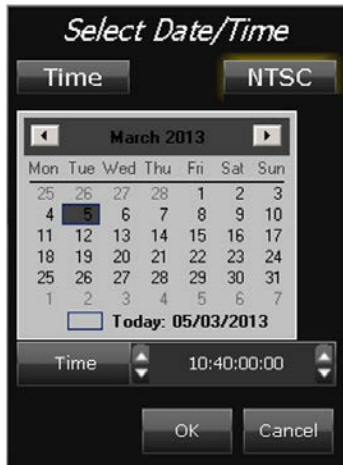 Select Date/Time
Time NTSC
March 2013
Mon Tue Wed Thu Fri Sat Sun
25 26 27 28 1 2 3
4 5 6 7 8 9 10
11 12 13 14 15 16 17
18 19 20 21 22 23 24
25 26 27 28 29 30 31
1 2 3 4 5 6 7
Today: 05/03/2013
Time 10:40:00:00
OK Cancel